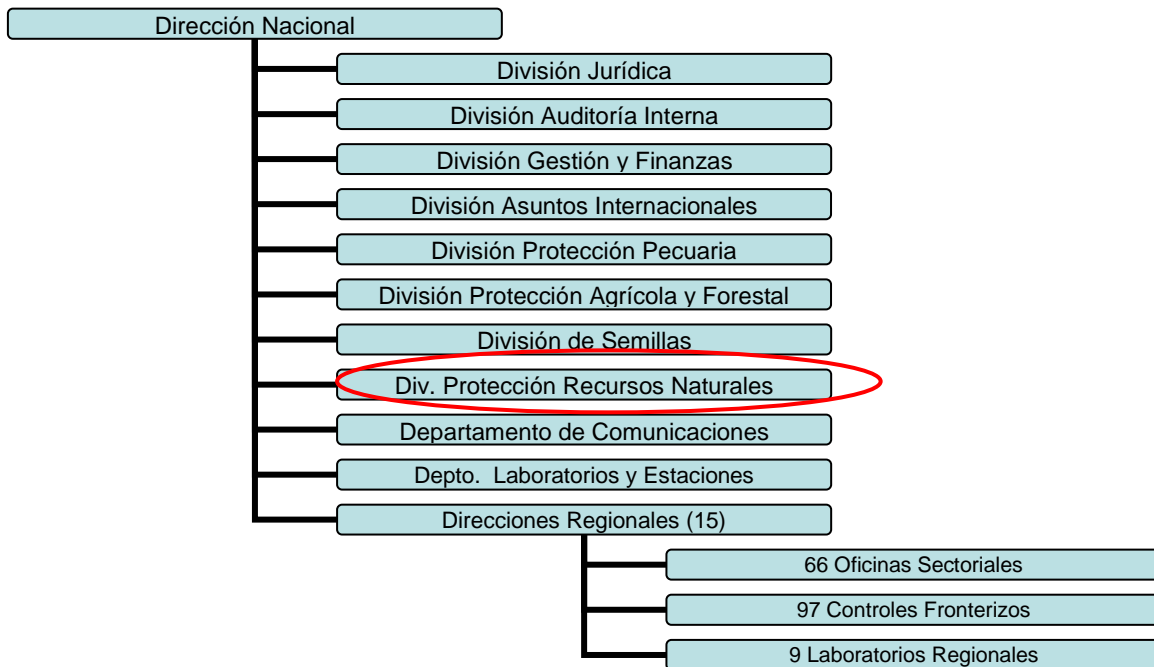 Dirección Nacional
División Jurídica
División Auditoría Interna
División Gestión y Finanzas
División Asuntos Internacionales
División Protección Pecuaria
División Protección Agrícola y Forestal
División de Semillas
Div. Protección Recursos Naturales
Departamento de Comunicaciones
Depto. Laboratorios y Estaciones
Direcciones Regionales (15)
66 Oficinas Sectoriales
97 Controles Fronterizos
9 Laboratorios Regionales